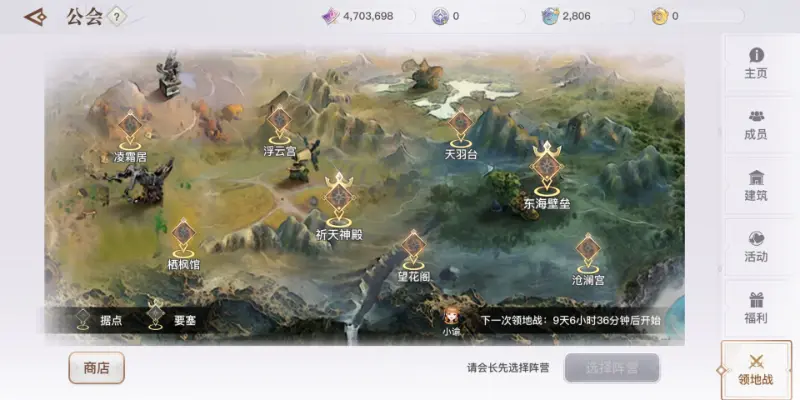 公会 ?
4,703,698
0
2,806
0
主页
成员
建筑
活动
福利
领地战
凌霜居
浮云宫
天羽台
东海壁垒
祈天神殿
栖枫馆
望花阁
沧澜宫
据点
要塞
小谕
下一次领地战：9天6小时36分钟后开始
商店
请会长先选择阵营
选择阵营